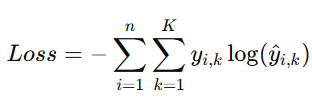 Loss = − ∑_{i=1}^{n} ∑_{k=1}^{K} y_{i,k} log(ŷ_{i,k})